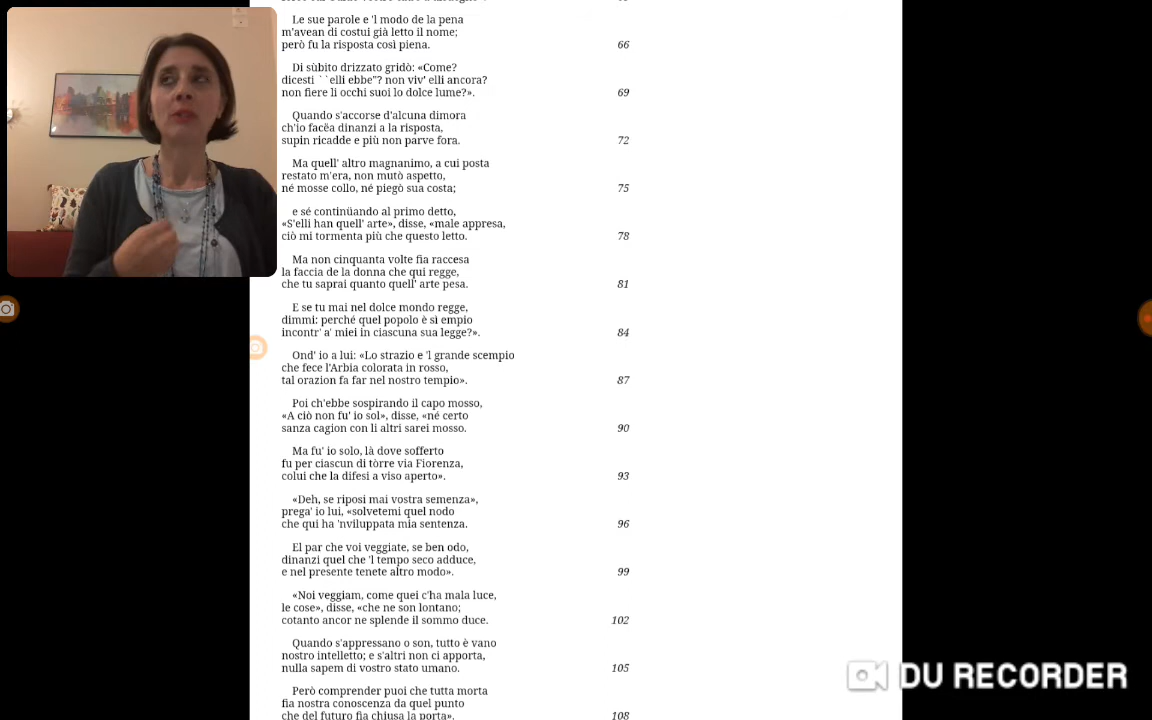 Le sue parole e 'l modo de la pena
m'avean di costui già letto il nome;
però fu la risposta così piena. 66
Di sùbito drizzato gridò: «Come?
dicesti ``elli ebbe"? non viv' elli ancora?
non fiere li occhi suoi lo dolce lume?». 69
Quando s'accorse d'alcuna dimora
ch'io facëa dinanzi a la risposta,
supin ricadde e più non parve fora. 72
Ma quell' altro magnanimo, a cui posta
restato m'era, non mutò aspetto,
né mosse collo, né piegò sua costa; 75
e sé continüando al primo detto,
«S'elli han quell' arte», disse, «male appresa,
ciò mi tormenta più che questo letto. 78
Ma non cinquanta volte fia raccesa
la faccia de la donna che qui regge,
che tu saprai quanto quell' arte pesa. 81
E se tu mai nel dolce mondo regge,
dimmi: perché quel popolo è sì empio
incontr' a' miei in ciascuna sua legge?». 84
Ond' io a lui: «Lo strazio e 'l grande scempio
che fece l'Arbia colorata in rosso,
tal orazion fa far nel nostro tempio». 87
Poi ch'ebbe sospirando il capo mosso,
«A ciò non fu' io sol», disse, «né certo
sanza cagion con li altri sarei mosso. 90
Ma fu' io solo, là dove sofferto
fu per ciascun di tòrre via Fiorenza,
colui che la difesi a viso aperto». 93
«Deh, se riposi mai vostra semenza»,
prega' io lui, «solvetemi quel nodo
che qui ha 'nviluppata mia sentenza. 96
El par che voi veggiate, se ben odo,
dinanzi quel che 'l tempo seco adduce,
e nel presente tenete altro modo». 99
«Noi veggiam, come quei c'ha mala luce,
le cose», disse, «che ne son lontano;
cotanto ancor ne splende il sommo duce. 102
Quando s'appressano o son, tutto è vano
nostro intelletto; e s'altri non ci apporta,
nulla sapem di vostro stato umano. 105
Però comprender puoi che tutta morta
fia nostra conoscenza da quel punto
che del futuro fia chiusa la porta». 108
DU RECORDER